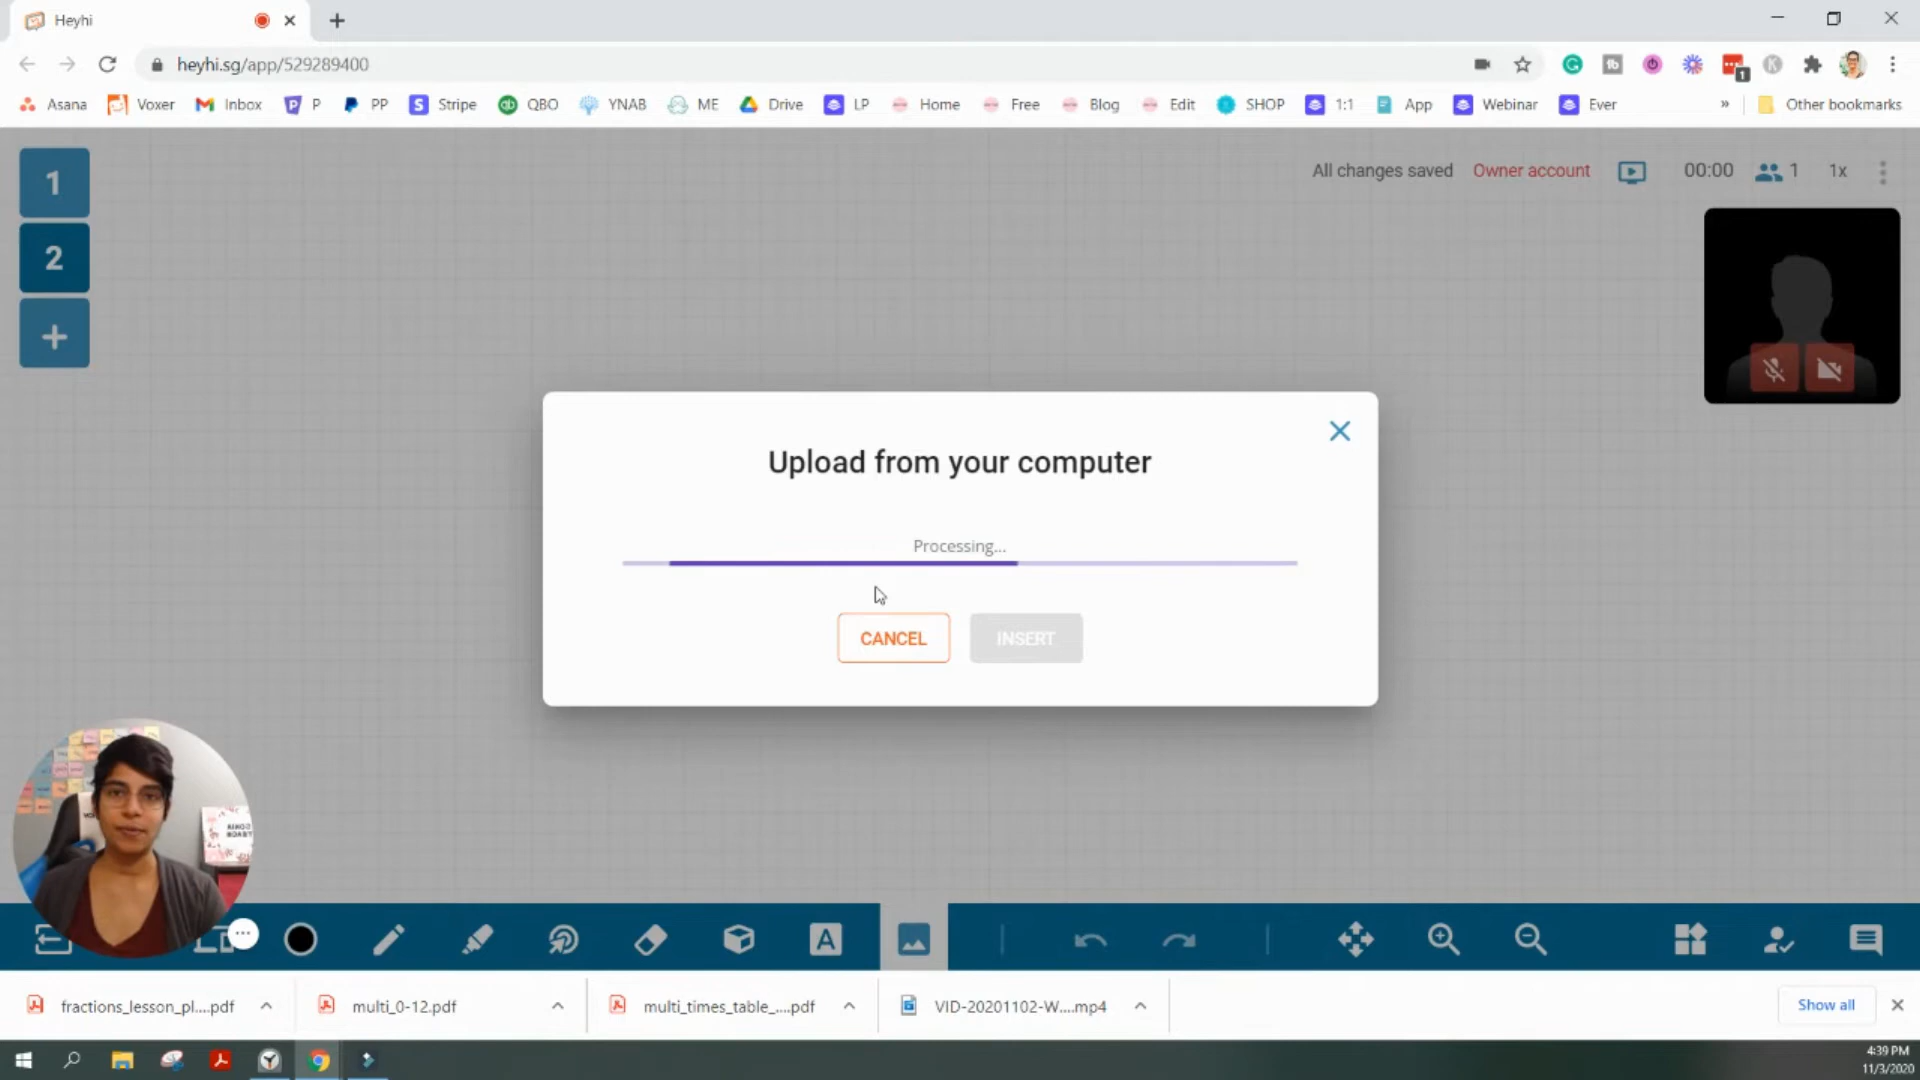 Heyhi
heyhi.sg/app/529289400
1
Asana Voxer Inbox P PP Stripe QBO YNAB ME Drive LP Home Free Blog Edit SHOP 1:1 App Webinar Ever » Other bookmarks
1
All changes saved Owner account 00:00 1 1x
2
+
Upload from your computer
Processing...
CANCEL INSERT
A
fractions_lesson_pl....pdf multi_0-12.pdf multi_times_table_....pdf VID-20201102-W....mp4 Show all
4:39 PM
11/3/2020